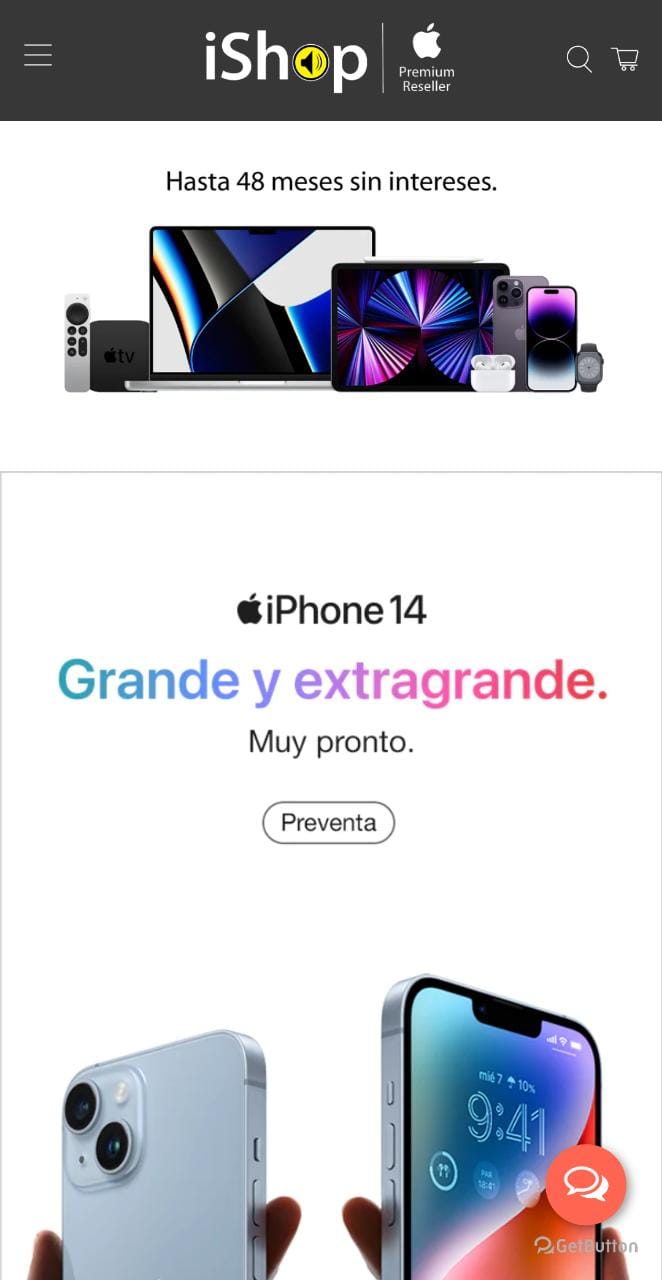 iShop
Premium
Reseller
Hasta 48 meses sin intereses.
tv
iPhone 14
Grande y extragrande.
Muy pronto.
Preventa
mié 7 10%
9:41
PAR
GetButton